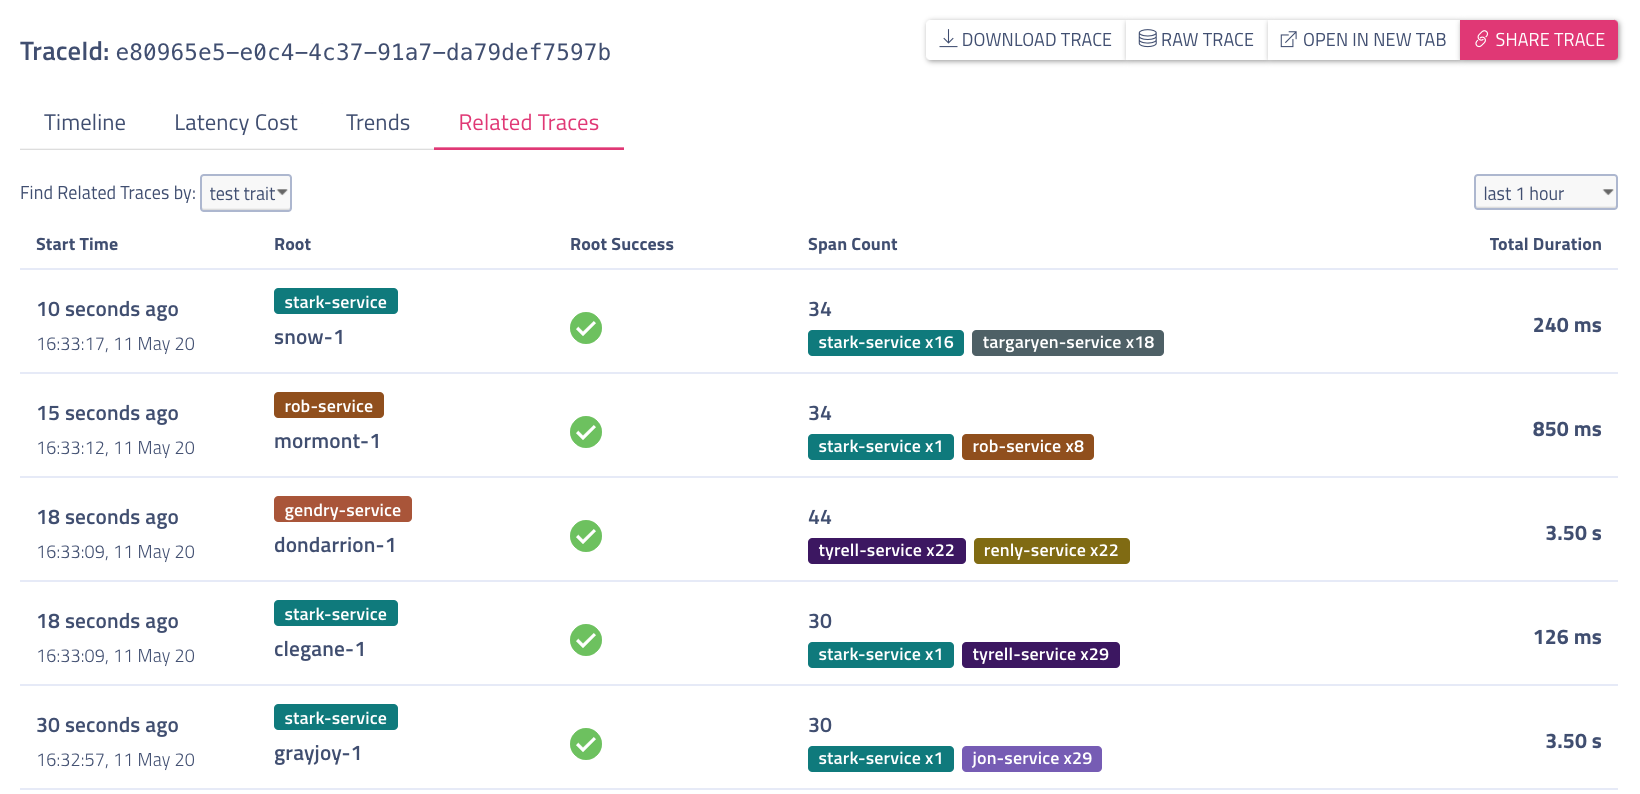 TraceId: e80965e5-e0c4-4c37-91a7-da79def7597b
DOWNLOAD TRACE RAW TRACE OPEN IN NEW TAB SHARE TRACE
Timeline Latency Cost Trends Related Traces
Find Related Traces by: test trait last 1 hour
Start Time Root Root Success Span Count Total Duration
10 seconds ago stark-service 34 240 ms
16:33:17, 11 May 20 snow-1 stark-service x16 targaryen-service x18
15 seconds ago rob-service 34 850 ms
16:33:12, 11 May 20 mormont-1 stark-service x1 rob-service x8
18 seconds ago gendry-service 44 3.50 s
16:33:09, 11 May 20 dondarrion-1 tyrell-service x22 renly-service x22
18 seconds ago stark-service 30 126 ms
16:33:09, 11 May 20 clegane-1 stark-service x1 tyrell-service x29
30 seconds ago stark-service 30 3.50 s
16:32:57, 11 May 20 grayjoy-1 stark-service x1 jon-service x29